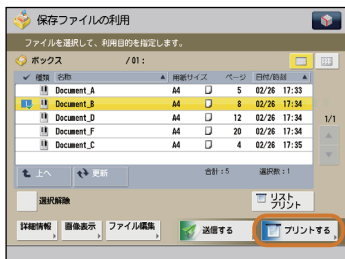 保存ファイルの利用
ファイルを選択して、利用目的を指定します。
ボックス /01:
種類 名称 ▲ 用紙サイズ ページ 日付/時刻 ▲
Document_A A4 5 02/26 17:33
Document_B A4 8 02/26 17:34
Document_D A4 12 02/26 17:34
Document_F A4 20 02/26 17:34
Document_C A4 4 02/26 17:35
1/1
上へ 更新 合計:5 選択数:1
選択解除 リストプリント
詳細情報 画像表示 ファイル編集 送信する プリントする